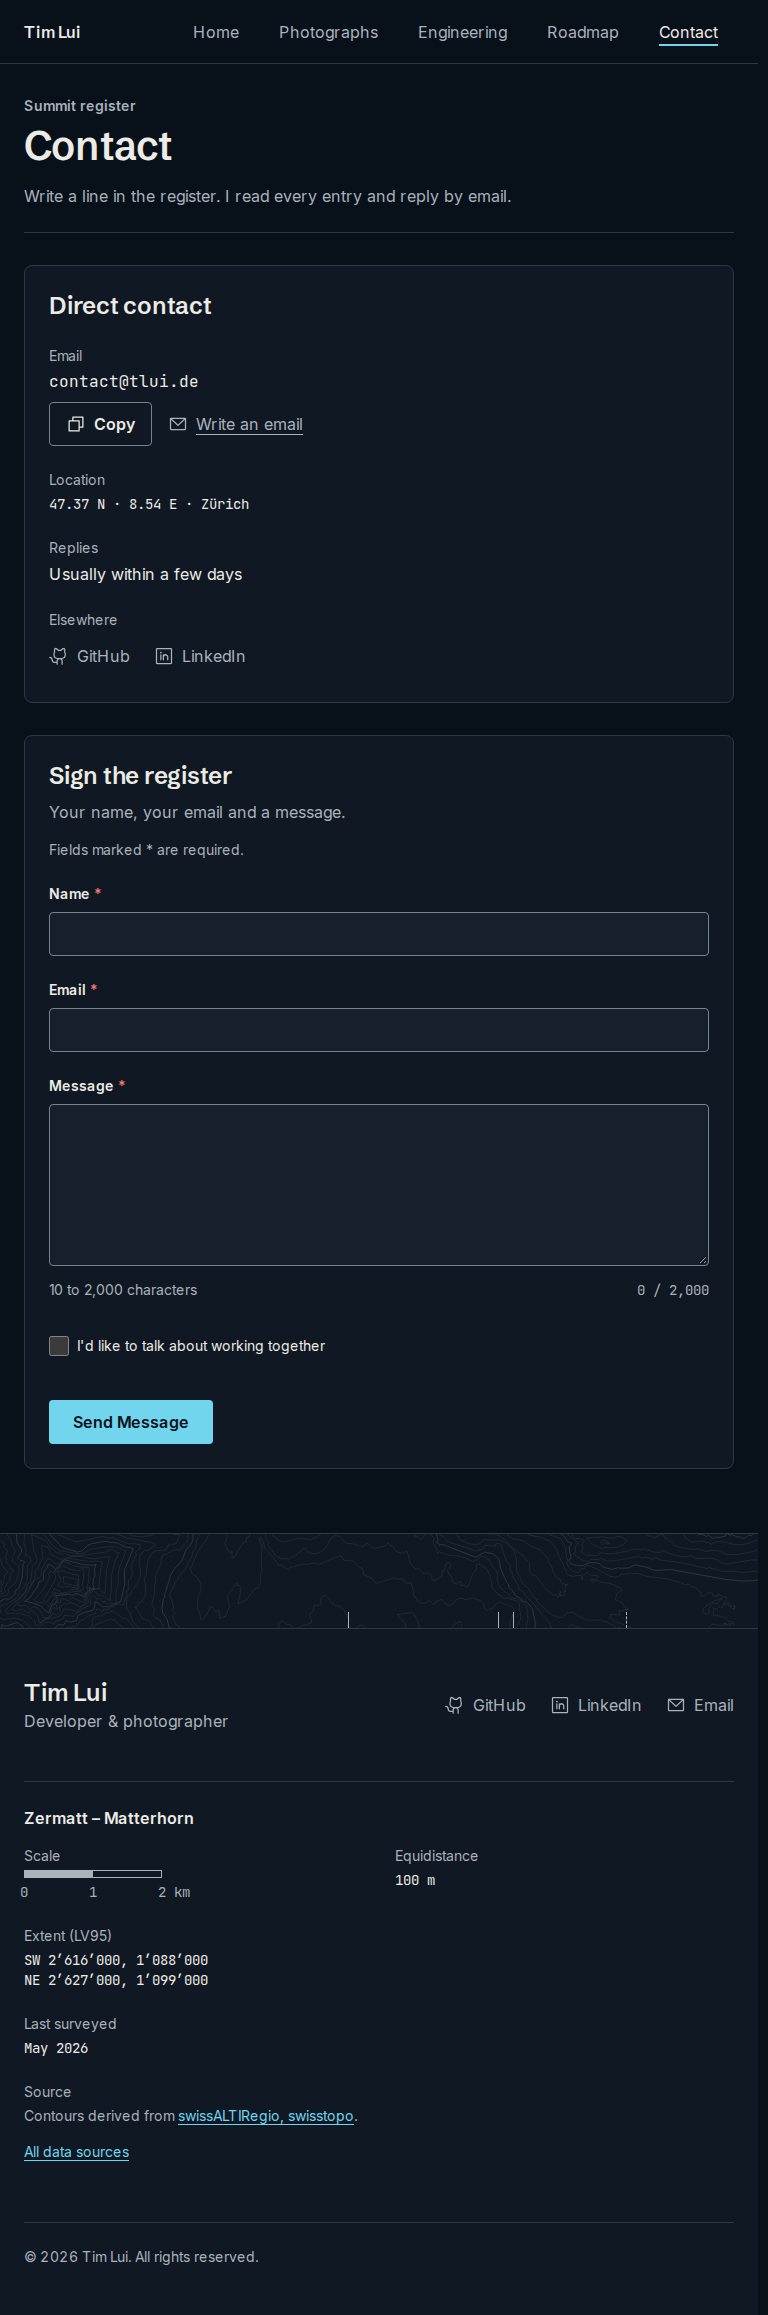 Tim Lui
Home
Photographs
Engineering
Roadmap
Contact
Summit register
Contact
Write a line in the register. I read every entry and reply by email.
Direct contact
Email
contact@tlui.de
Copy
Write an email
Location
47.37 N · 8.54 E · Zürich
Replies
Usually within a few days
Elsewhere
GitHub
LinkedIn
Sign the register
Your name, your email and a message.
Fields marked * are required.
Name *
Email *
Message *
10 to 2,000 characters
0 / 2,000
I'd like to talk about working together
Send Message
Tim Lui
Developer & photographer
GitHub
LinkedIn
Email
Zermatt – Matterhorn
Scale
0 1 2 km
Equidistance
100 m
Extent (LV95)
SW 2’616’000, 1’088’000
NE 2’627’000, 1’099’000
Last surveyed
May 2026
Source
Contours derived from swissALTIRegio, swisstopo.
All data sources
© 2026 Tim Lui. All rights reserved.